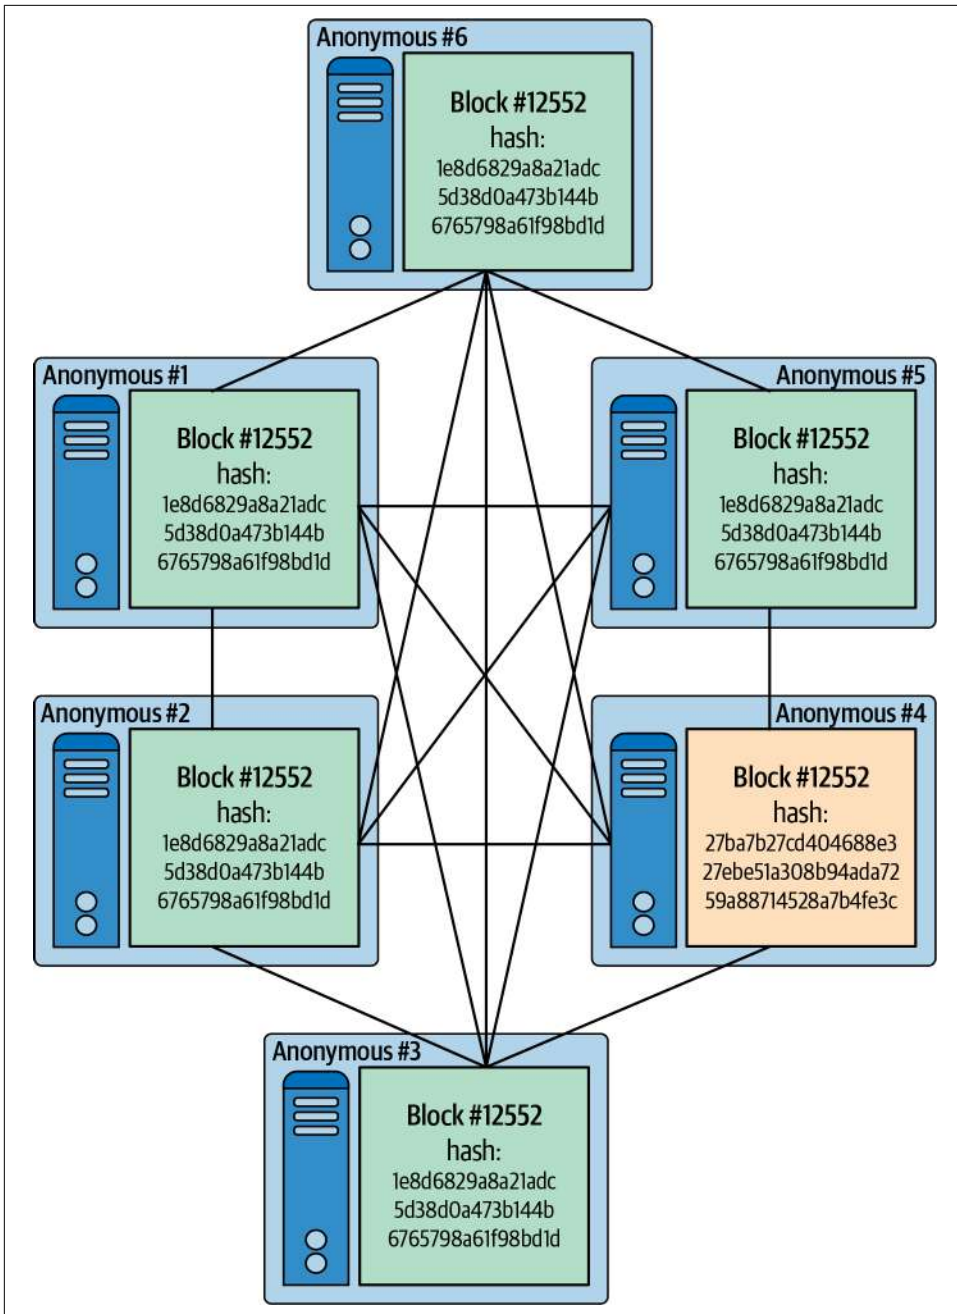 Anonymous #6
Block #12552
hash:
1e8d6829a8a21adc
5d38d0a473b144b
6765798a61f98bd1d
Anonymous #1
Block #12552
hash:
1e8d6829a8a21adc
5d38d0a473b144b
6765798a61f98bd1d
Anonymous #5
Block #12552
hash:
1e8d6829a8a21adc
5d38d0a473b144b
6765798a61f98bd1d
Anonymous #2
Block #12552
hash:
1e8d6829a8a21adc
5d38d0a473b144b
6765798a61f98bd1d
Anonymous #4
Block #12552
hash:
27ba7b27cd404688e3
27ebe51a308b94ada72
59a88714528a7b4fe3c
Anonymous #3
Block #12552
hash:
1e8d6829a8a21adc
5d38d0a473b144b
6765798a61f98bd1d